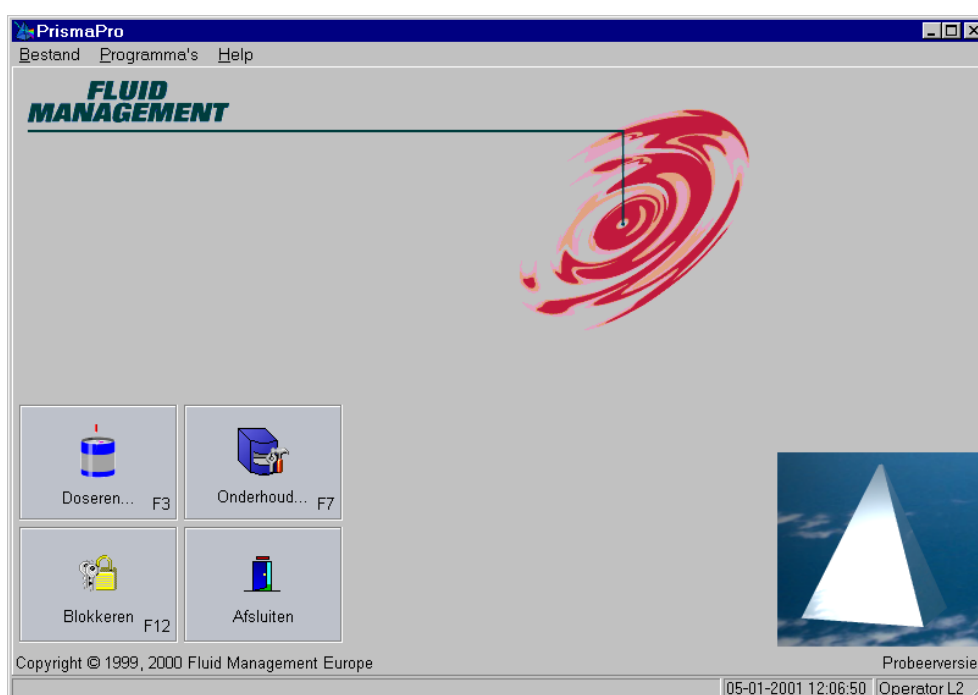 PrismaPro
Bestand Programma's Help
FLUID
MANAGEMENT
Doseren... F3
Onderhoud... F7
Blokkeren F12
Afsluiten
Copyright © 1999, 2000 Fluid Management Europe
Probeerversie
05-01-2001 12:06:50 Operator L2